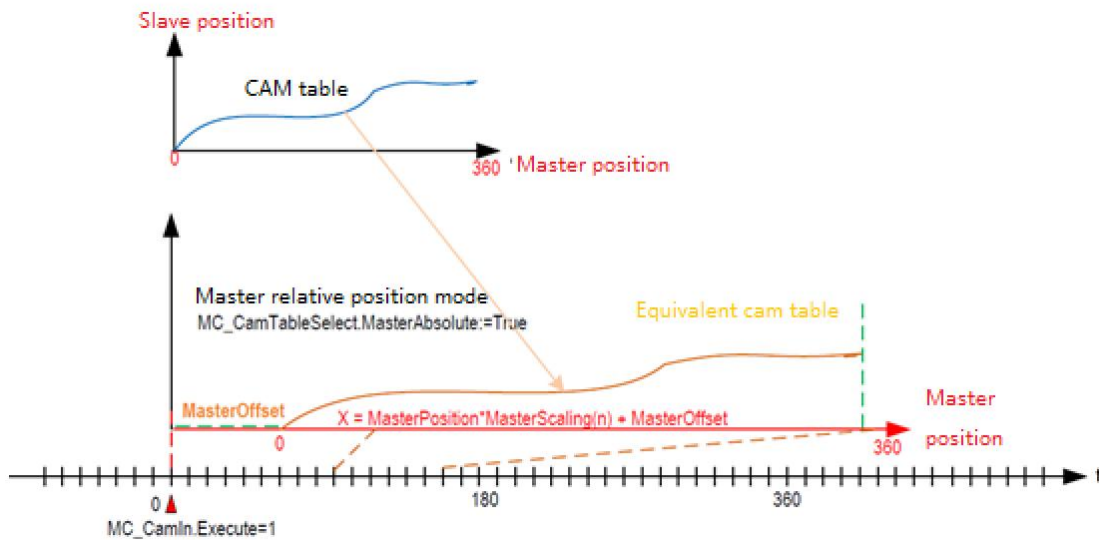 Slave position
CAM table
0
360
Master position
Master relative position mode
MC_CamTableSelect.MasterAbsolute:=True
Equivalent cam table
MasterOffset
X = MasterPosition*MasterScaling(n) + MasterOffset
Master
position
0
360
0
180
360
t
MC_CamIn.Execute=1